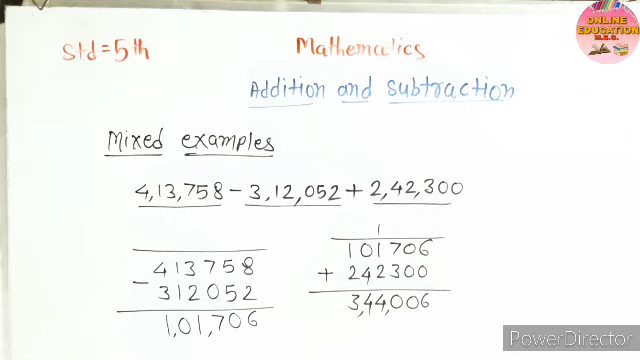 Std = 5th
Mathematics
ONLINE
EDUCATION
M.B.G.
Addition and subtraction
Mixed examples
4,13,758 - 3,12,052 + 2,42,300
413758
- 312052
1,01,706
1
101706
+ 242300
3,44,006
PowerDirector